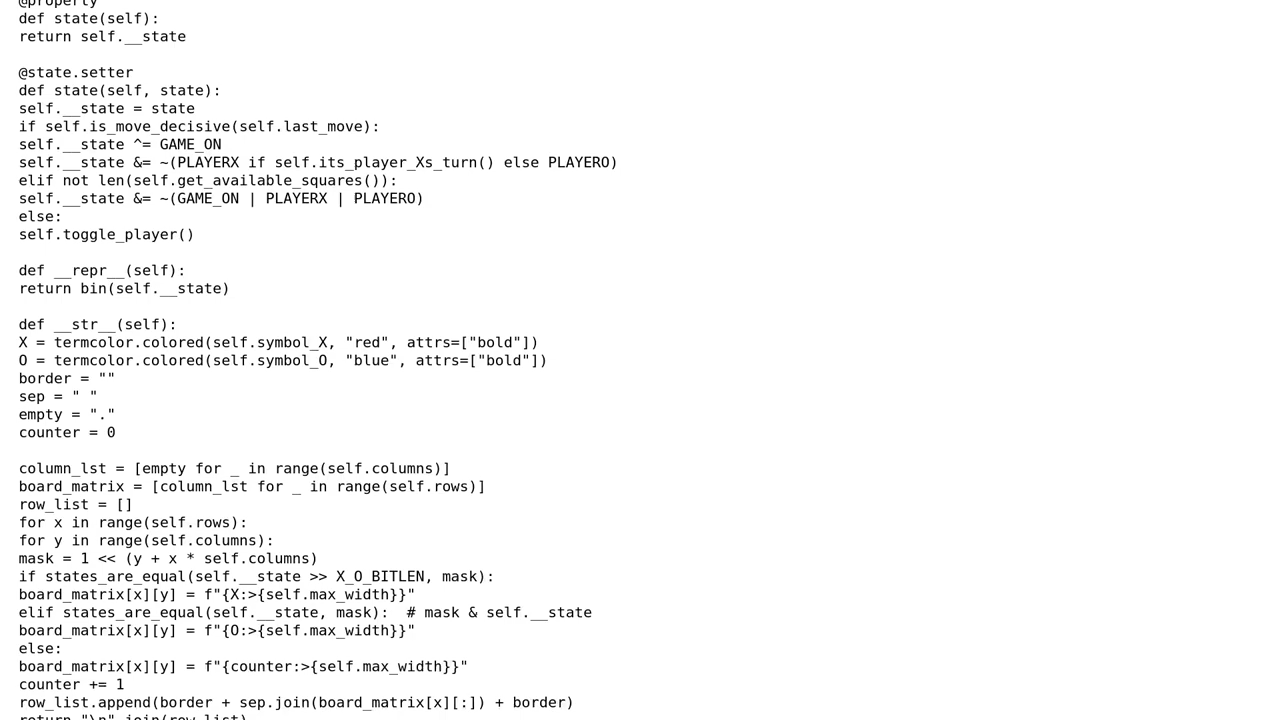 @property
def state(self):
return self.__state

@state.setter
def state(self, state):
self.__state = state
if self.is_move_decisive(self.last_move):
self.__state ^= GAME_ON
self.__state &= ~(PLAYERX if self.its_player_Xs_turn() else PLAYERO)
elif not len(self.get_available_squares()):
self.__state &= ~(GAME_ON | PLAYERX | PLAYERO)
else:
self.toggle_player()

def __repr__(self):
return bin(self.__state)

def __str__(self):
X = termcolor.colored(self.symbol_X, "red", attrs=["bold"])
O = termcolor.colored(self.symbol_O, "blue", attrs=["bold"])
border = ""
sep = " "
empty = "."
counter = 0

column_lst = [empty for _ in range(self.columns)]
board_matrix = [column_lst for _ in range(self.rows)]
row_list = []
for x in range(self.rows):
for y in range(self.columns):
mask = 1 << (y + x * self.columns)
if states_are_equal(self.__state >> X_O_BITLEN, mask):
board_matrix[x][y] = f"{X:>{self.max_width}}"
elif states_are_equal(self.__state, mask):  # mask & self.__state
board_matrix[x][y] = f"{O:>{self.max_width}}"
else:
board_matrix[x][y] = f"{counter:>{self.max_width}}"
counter += 1
row_list.append(border + sep.join(board_matrix[x][:]) + border)
return "\n".join(row_list)